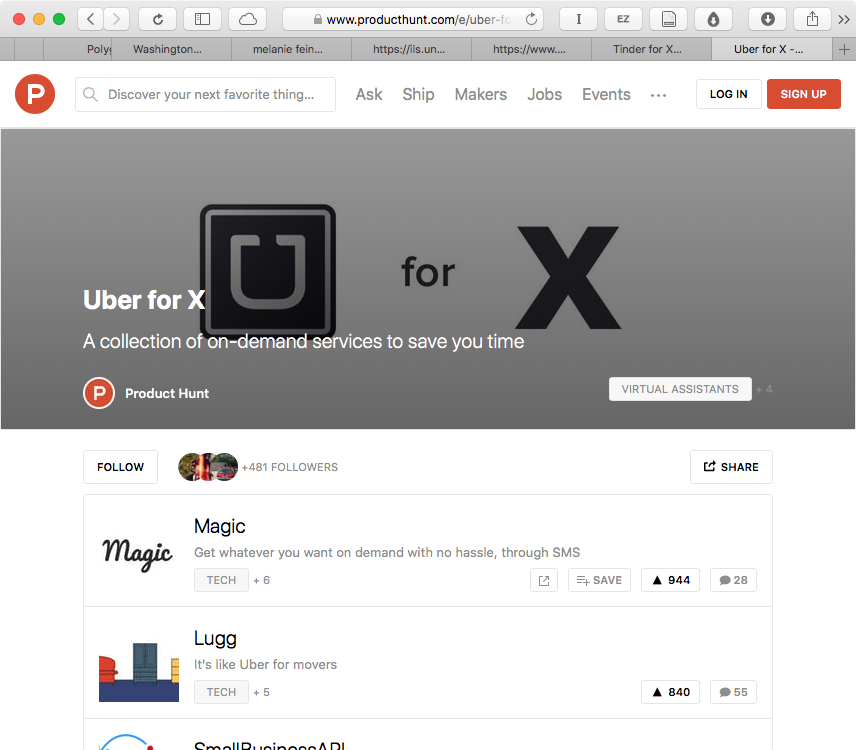 www.producthunt.com/e/uber-fo
I
EZ
Poly
Washington...
melanie fein...
https://ils.un...
https://www....
Tinder for X...
Uber for X -...
P
Discover your next favorite thing...
Ask
Ship
Makers
Jobs
Events
...
LOG IN
SIGN UP
U for X
Uber for X
A collection of on-demand services to save you time
P
Product Hunt
VIRTUAL ASSISTANTS
+ 4
FOLLOW
+481 FOLLOWERS
SHARE
Magic
Magic
Get whatever you want on demand with no hassle, through SMS
TECH
+ 6
SAVE
944
28
Lugg
It's like Uber for movers
TECH
+ 5
840
55
SmallBusinessAPI